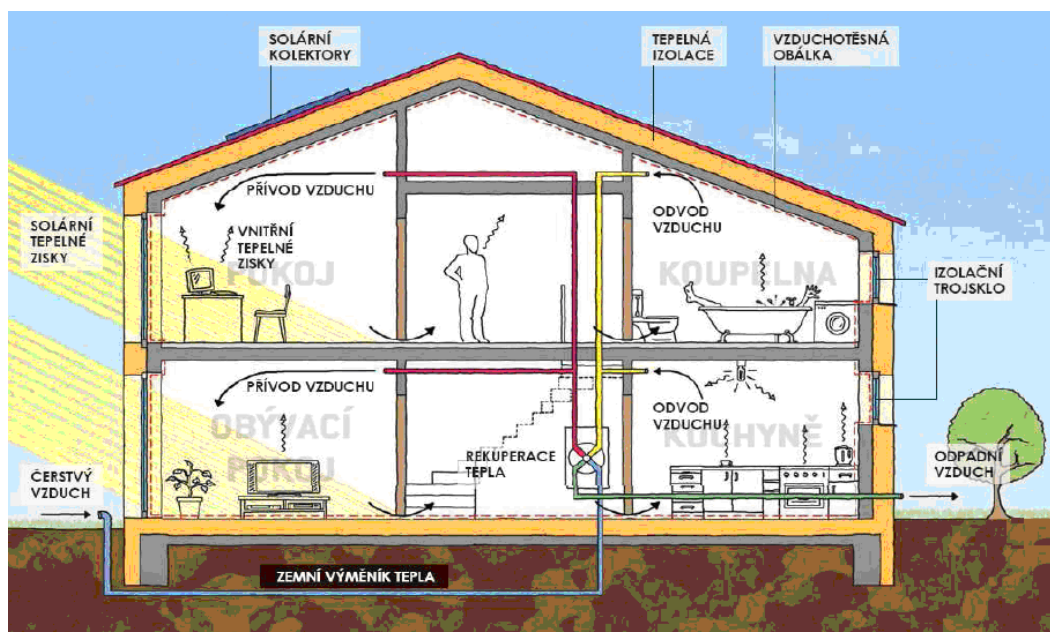 SOLÁRNÍ
KOLEKTORY
TEPELNÁ
IZOLACE
VZDUCHOTĚSNÁ
OBÁLKA
PŘÍVOD VZDUCHU
ODVOD
VZDUCHU
SOLÁRNÍ
TEPELNÉ
ZISKY
VNITŘNÍ
TEPELNÉ
ZISKY
POKOJ
KOUPELNA
IZOLAČNÍ
TROJSKLO
PŘÍVOD VZDUCHU
ODVOD
VZDUCHU
OBÝVACÍ
POKOJ
KUCHYNĚ
REKUPERACE
TEPLA
ČERSTVÝ
VZDUCH
ODPADNÍ
VZDUCH
ZEMNÍ VÝMĚNÍK TEPLA